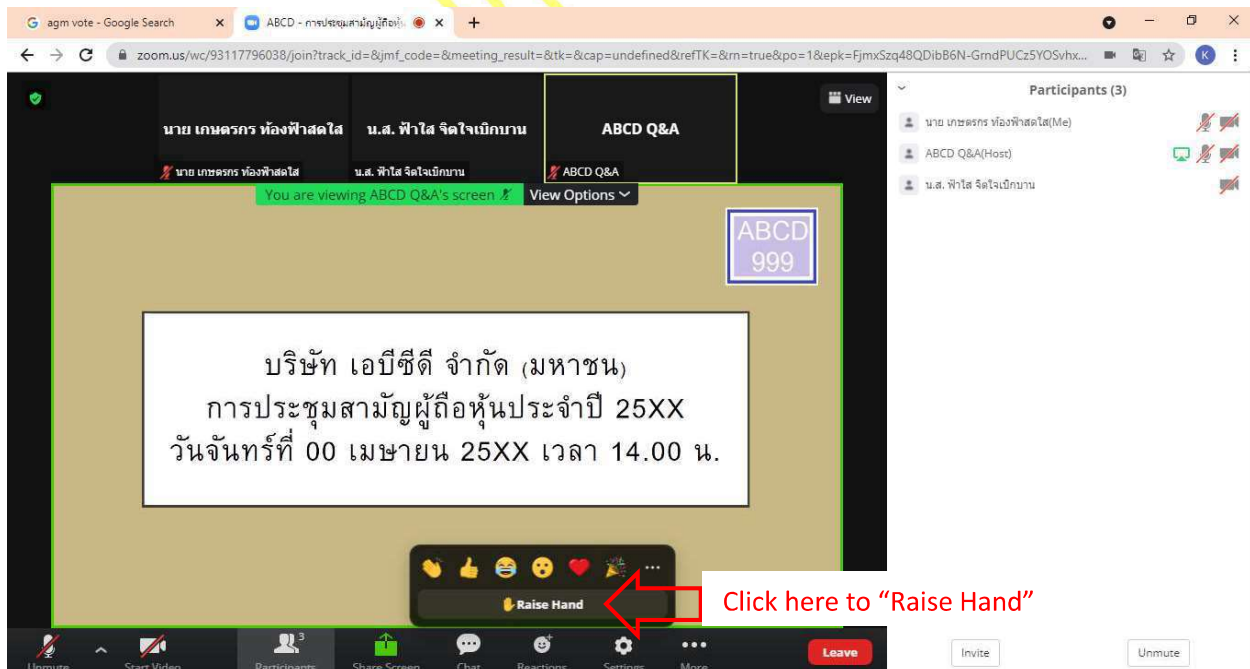 agm vote - Google Search
ABCD - การประชุมสามัญผู้ถือหุ้น
zoom.us/wc/93117796038/join?track_id=&jmf_code=&meeting_result=&tk=&cap=undefined&refTK=&rn=true&po=1&epk=FjmxSzq48QDibB6N-GrndPUCz5YOSvhx...
K
View
Participants (3)
นาย เกษตรกร ท้องฟ้าสดใส
น.ส. ฟ้าใส จิตใจเบิกบาน
ABCD Q&A
นาย เกษตรกร ท้องฟ้าสดใส
น.ส. ฟ้าใส จิตใจเบิกบาน
ABCD Q&A
นาย เกษตรกร ท้องฟ้าสดใส(Me)
ABCD Q&A(Host)
น.ส. ฟ้าใส จิตใจเบิกบาน
You are viewing ABCD Q&A's screen
View Options
ABCD
999
บริษัท เอบีซีดี จำกัด (มหาชน)
การประชุมสามัญผู้ถือหุ้นประจำปี 25XX
วันจันทร์ที่ 00 เมษายน 25XX เวลา 14.00 น.
Raise Hand
Click here to “Raise Hand”
Unmute
Start Video
Participants
3
Share Screen
Chat
Reactions
Settings
More
Leave
Invite
Unmute